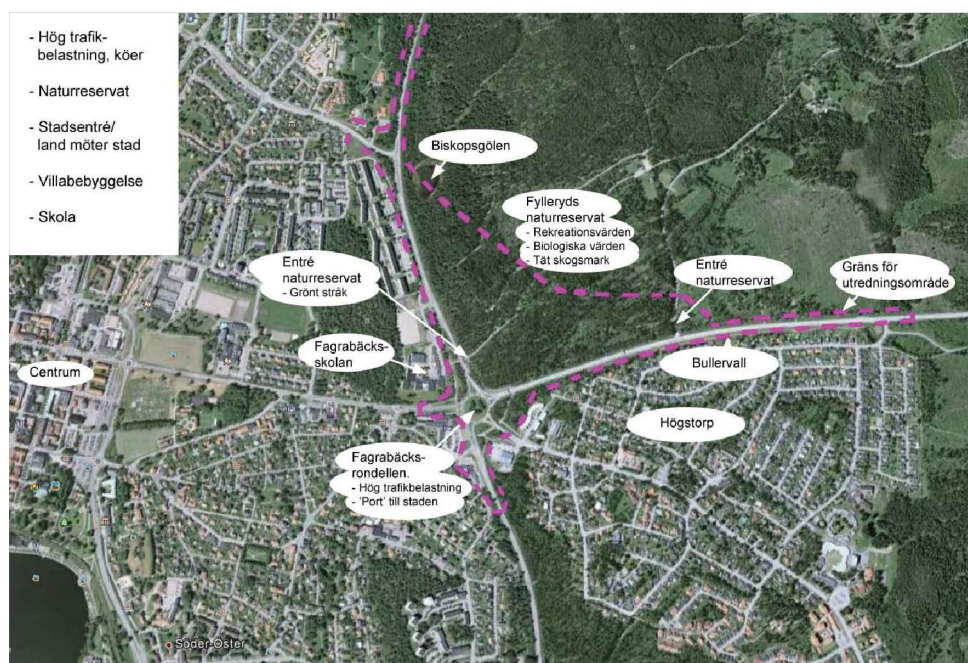 - Hög trafik-
belastning, köer
- Naturreservat
- Stadsentré/
land möter stad
- Villabebyggelse
- Skola
Biskopsgölen
Fylleryds
naturreservat
- Rekreationsvärden
- Biologiska värden
- Tät skogsmark
Entré
naturreservat
- Grönt stråk
Entré
naturreservat
Gräns för
utredningsområde
Fagrabäcks-
skolan
Bullervall
Centrum
Högstorp
Fagrabäcks-
rondellen.
- Hög trafikbelastning
- 'Port' till staden
Söder-Öster